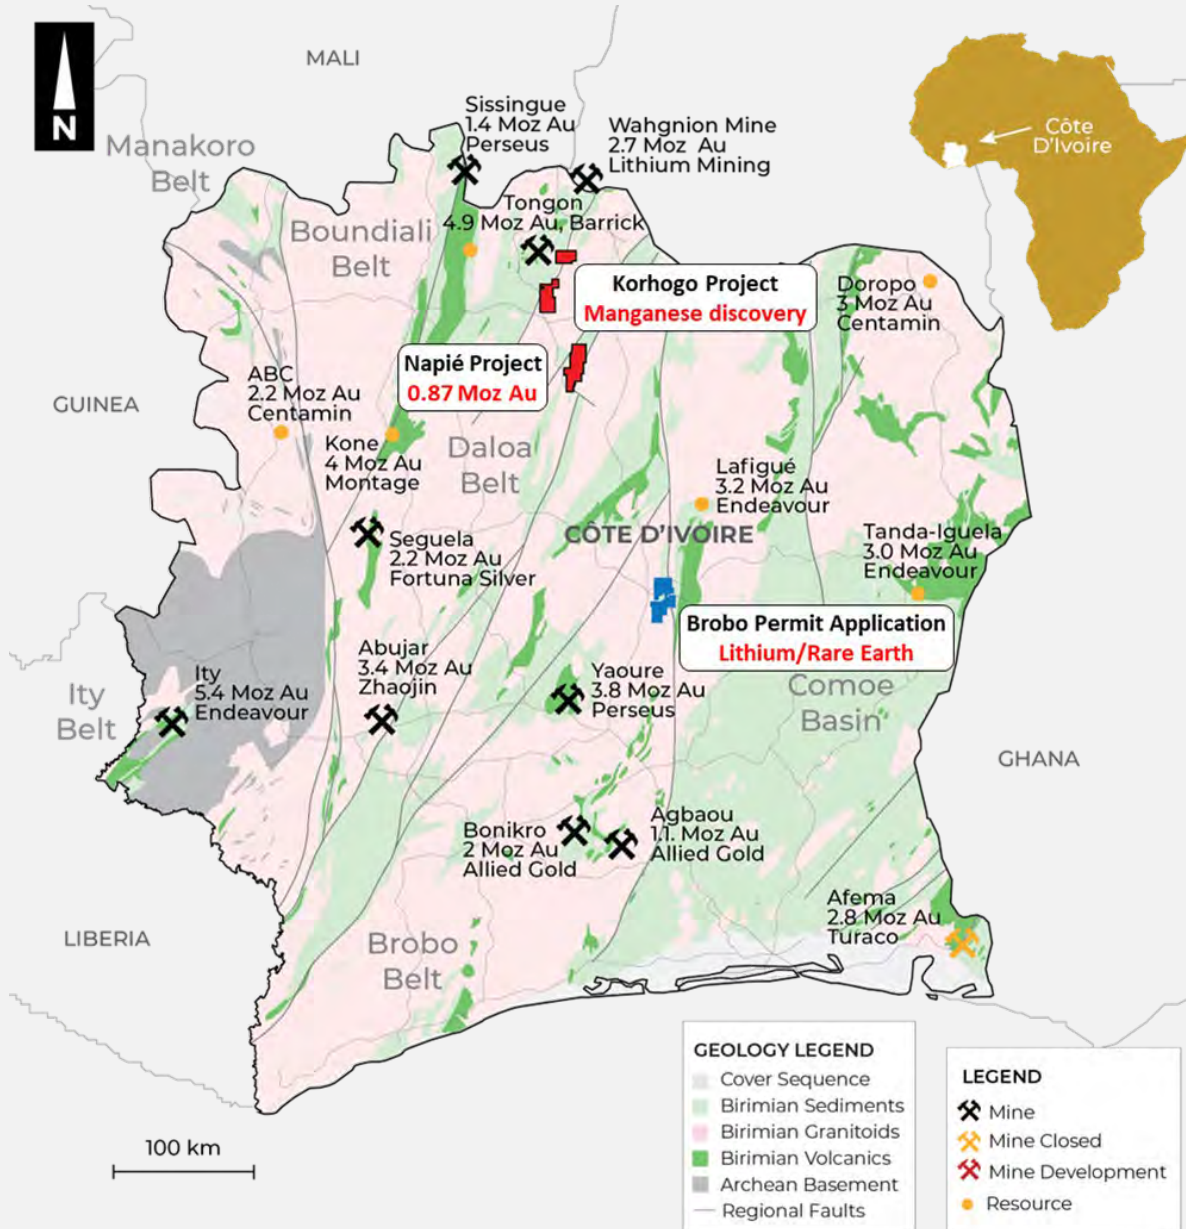 MALI
N
Manakoro
Belt
Sissingue
1.4 Moz Au
Perseus
Wahgnion Mine
2.7 Moz Au
Lithium Mining
Côte
D'Ivoire
Boundiali
Belt
Tongon
4.9 Moz Au, Barrick
Korhogo Project
Manganese discovery
Doropo
3 Moz Au
Centamin
Napié Project
0.87 Moz Au
GUINEA
ABC
2.2 Moz Au
Centamin
Kone
4 Moz Au
Montage
Daloa
Belt
Lafigué
3.2 Moz Au
Endeavour
CÔTE D'IVOIRE
Tanda-Iguela
3.0 Moz Au
Endeavour
Seguela
2.2 Moz Au
Fortuna Silver
Brobo Permit Application
Lithium/Rare Earth
Ity
Belt
Ity
5.4 Moz Au
Endeavour
Abujar
3.4 Moz Au
Zhaojin
Yaoure
3.8 Moz Au
Perseus
Comoe
Basin
GHANA
Bonikro
2 Moz Au
Allied Gold
Agbaou
1.1. Moz Au
Allied Gold
Afema
2.8 Moz Au
Turaco
LIBERIA
Brobo
Belt
100 km
GEOLOGY LEGEND
Cover Sequence
Birimian Sediments
Birimian Granitoids
Birimian Volcanics
Archean Basement
Regional Faults
LEGEND
Mine
Mine Closed
Mine Development
Resource